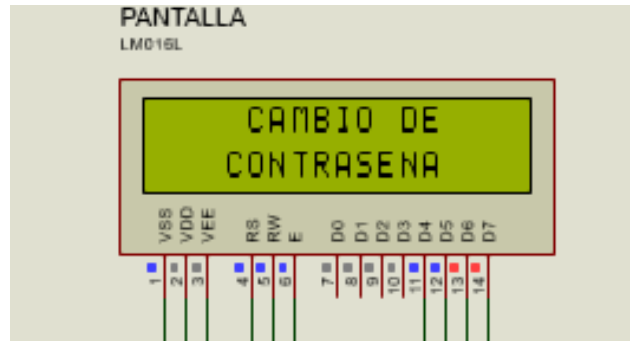 PANTALLA
LM016L
CAMBIO DE
CONTRASENA
VSS VDD VEE RS RW E D0 D1 D2 D3 D4 D5 D6 D7
1 2 3 4 5 6 7 8 9 10 11 12 13 14